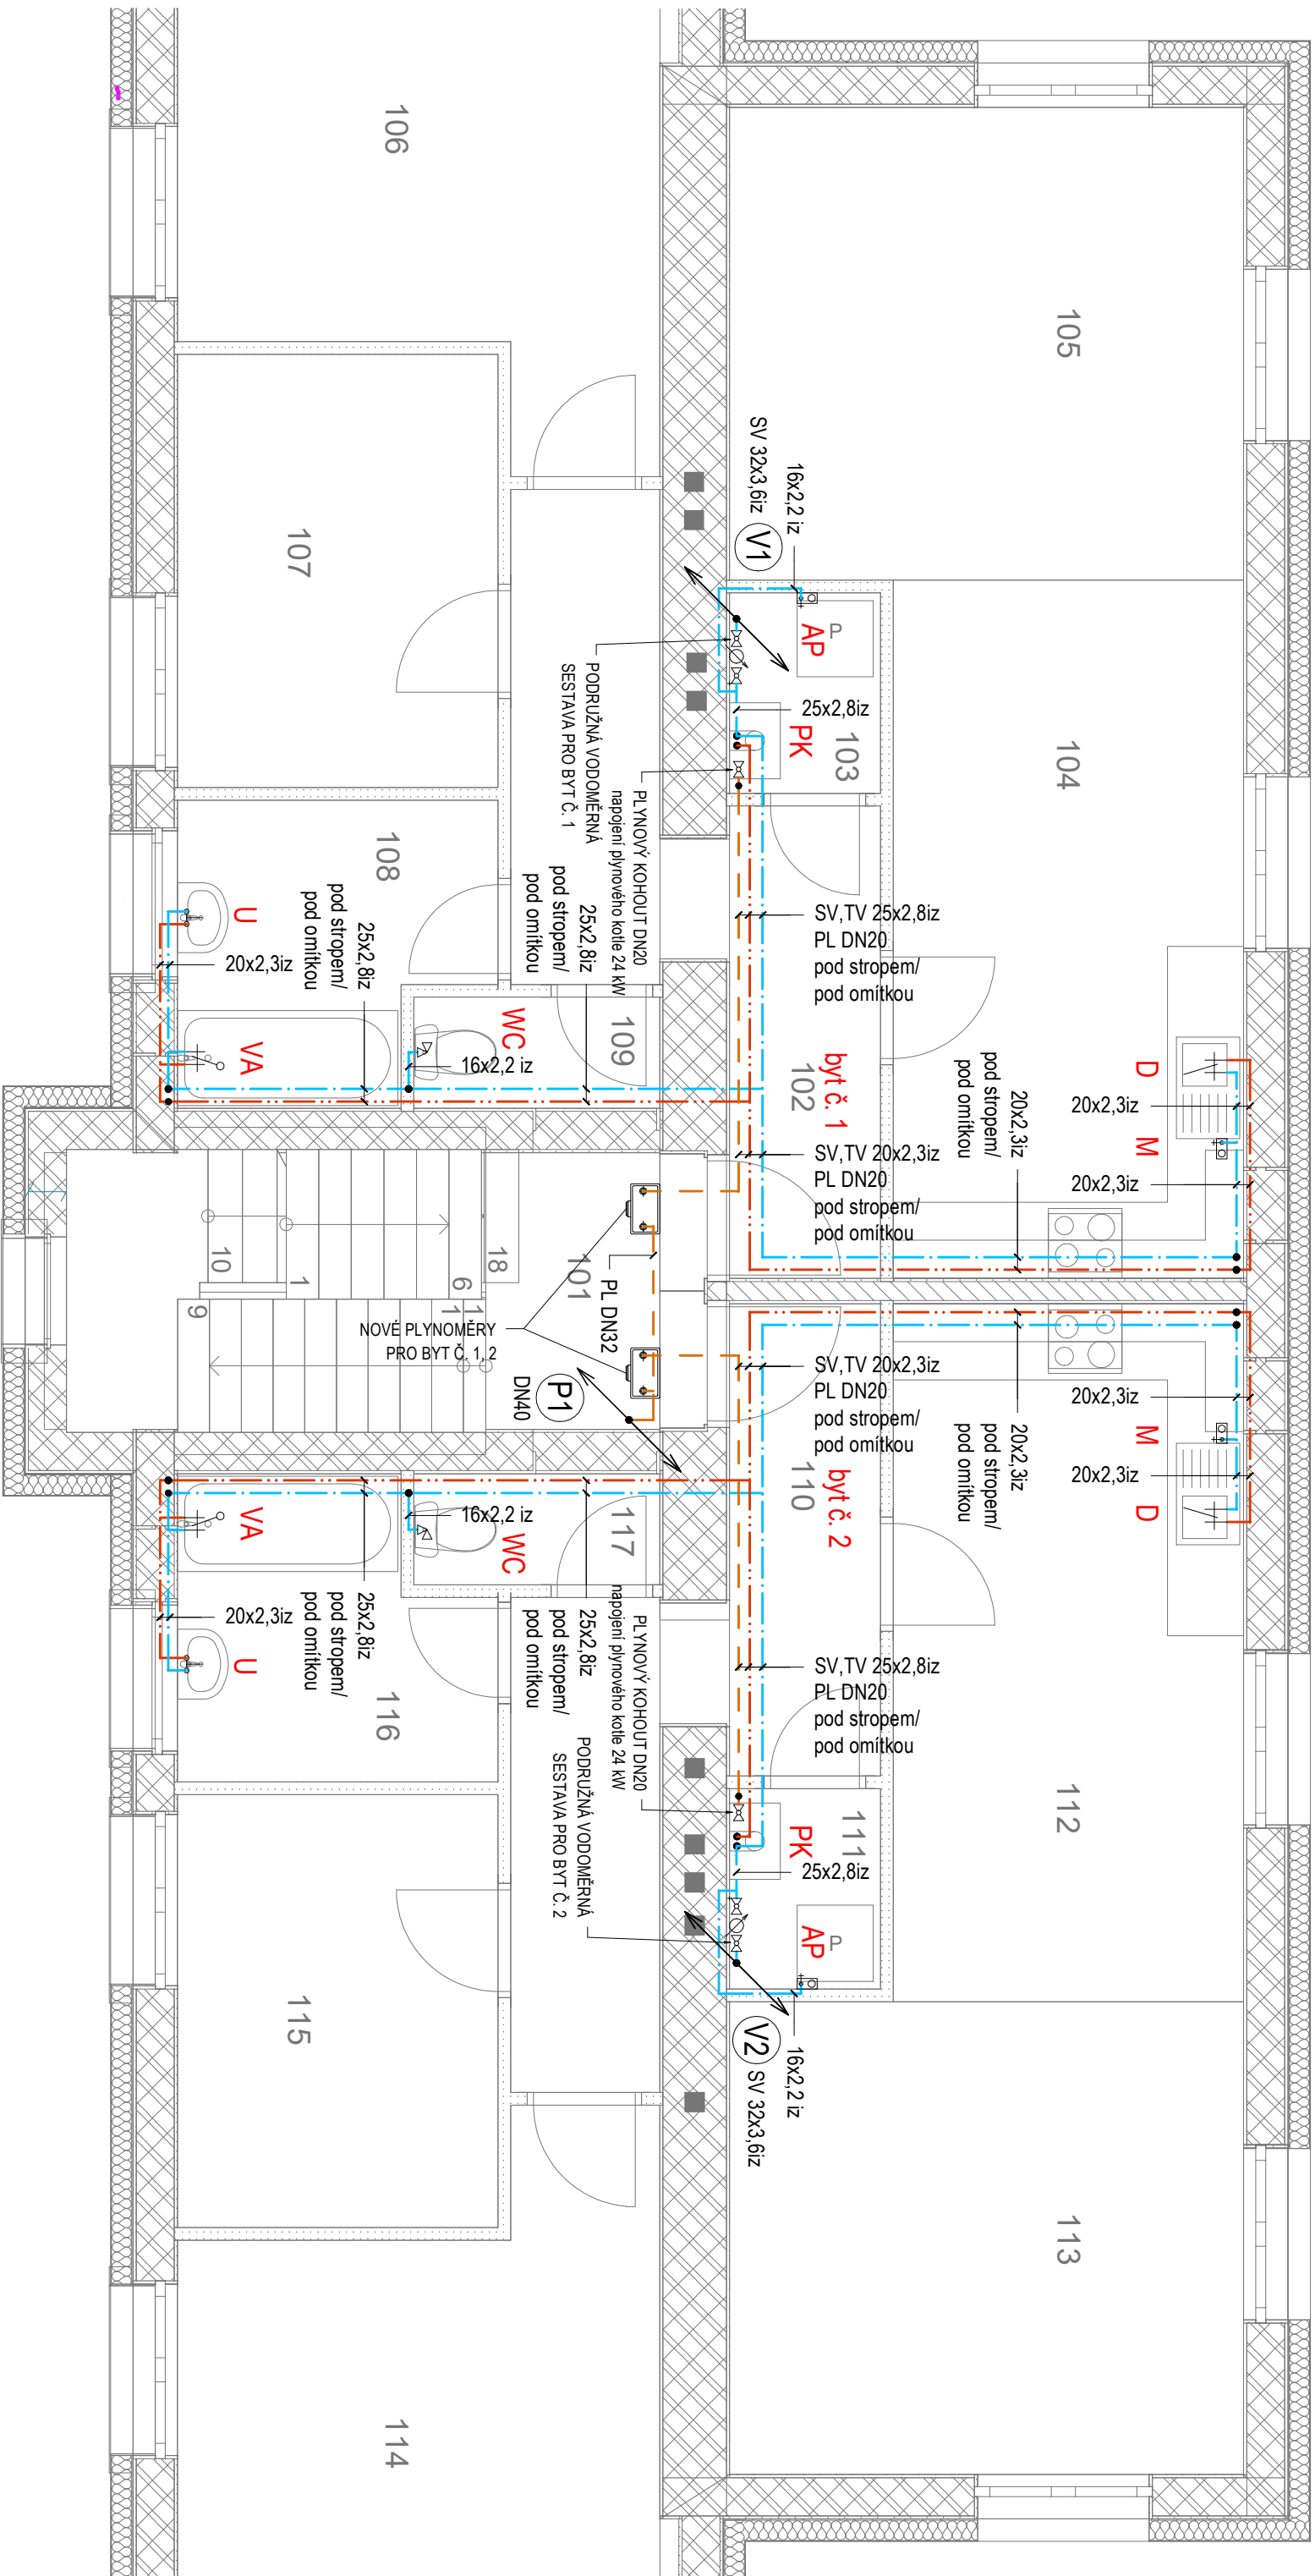 106
105
SV 32x3,6iz
V1
16x2,2 iz
107
AP
P
PODRUŽNÁ VODOMĚRNÁ
SESTAVA PRO BYT Č. 1
25x2,8iz
PK
103
104
PLYNOVÝ KOHOUT DN20
napojení plynového kotle 24 kW
108
U
20x2,3iz
25x2,8iz
pod stropem/
pod omítkou
25x2,8iz
pod stropem/
pod omítkou
SV,TV 25x2,8iz
PL DN20
pod stropem/
pod omítkou
VA
WC
16x2,2 iz
109
byt č. 1
102
20x2,3iz
pod stropem/
pod omítkou
D
20x2,3iz
M
20x2,3iz
SV,TV 20x2,3iz
PL DN20
pod stropem/
pod omítkou
10
1
18
6
9
101
PL DN32
NOVÉ PLYNOMĚRY
PRO BYT Č. 1, 2
P1
DN40
SV,TV 20x2,3iz
PL DN20
pod stropem/
pod omítkou
20x2,3iz
pod stropem/
pod omítkou
20x2,3iz
M
20x2,3iz
D
VA
WC
16x2,2 iz
117
byt č. 2
110
U
20x2,3iz
25x2,8iz
pod stropem/
pod omítkou
25x2,8iz
pod stropem/
pod omítkou
PLYNOVÝ KOHOUT DN20
napojení plynového kotle 24 kW
SV,TV 25x2,8iz
PL DN20
pod stropem/
pod omítkou
116
PODRUŽNÁ VODOMĚRNÁ
SESTAVA PRO BYT Č. 2
PK
111
25x2,8iz
112
AP
P
115
V2
SV 32x3,6iz
16x2,2 iz
113
114